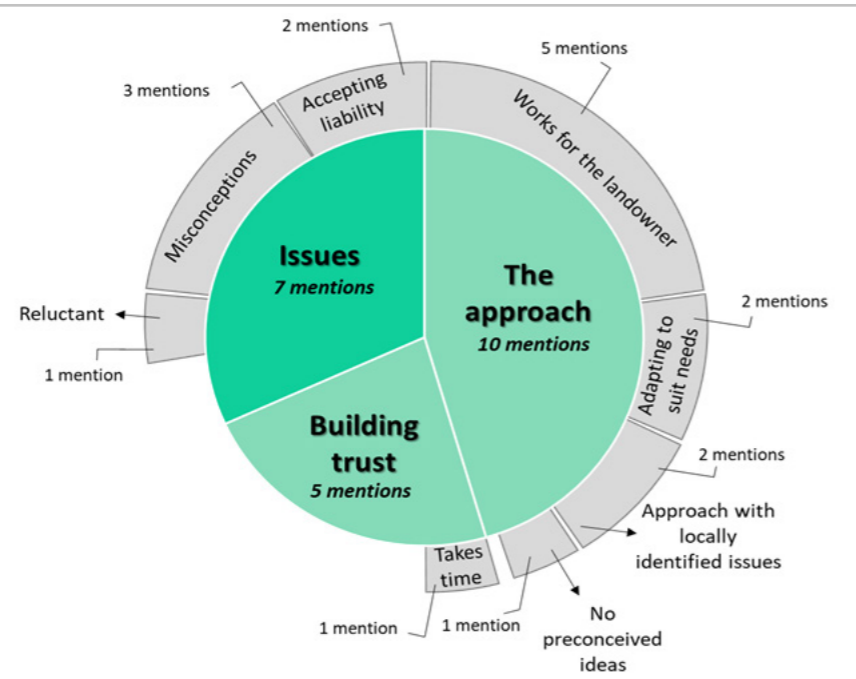 2 mentions
5 mentions
3 mentions
Accepting
liability
Works for the landowner
Misconceptions
Issues
7 mentions
The
approach
10 mentions
2 mentions
Reluctant
1 mention
Adapting to
suit needs
Building
trust
5 mentions
2 mentions
Approach with
locally
identified issues
Takes
time
1 mention
1 mention
No
preconceived
ideas